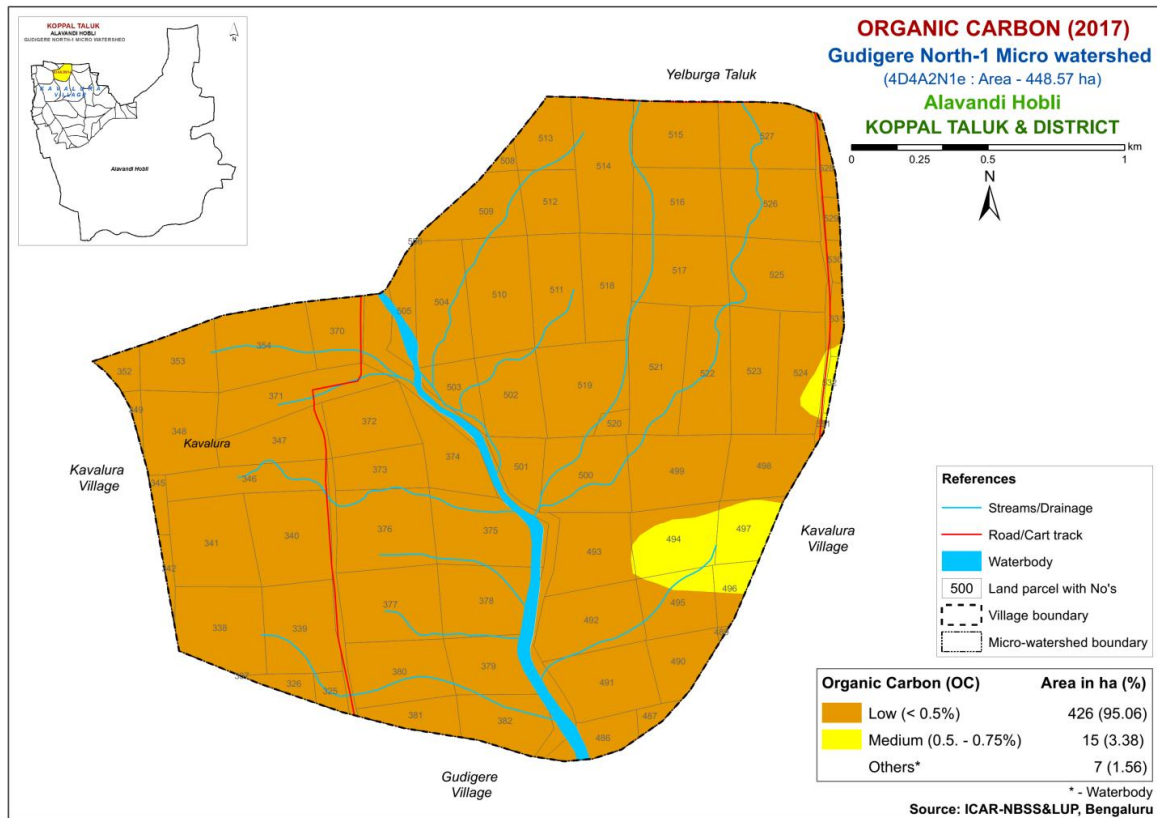 KOPPAL TALUK
ALAVANDI HOBLI
GUDIGERE NORTH-1 MICRO WATERSHED
N
KAVALURA
VILLAGE
Alavandi Hobli
ORGANIC CARBON (2017)
Gudigere North-1 Micro watershed
(4D4A2N1e : Area - 448.57 ha)
Alavandi Hobli
KOPPAL TALUK & DISTRICT
km
0 0.25 0.5 1
N
Yelburga Taluk
513
515
527
508
514
512
516
526
509
529
510
511
518
517
525
530
504
505
370
354
353
352
371
503
502
519
521
522
523
524
532
372
520
348
347
Kavalura
374
373
501
500
499
498
Kavalura
Village
345
346
376
375
493
494
497
Kavalura
Village
341
340
342
496
377
378
495
492
338
339
379
490
380
491
326
325
381
382
487
486
Gudigere
Village
References
Streams/Drainage
Road/Cart track
Waterbody
500 Land parcel with No's
Village boundary
Micro-watershed boundary
Organic Carbon (OC) Area in ha (%)
Low (< 0.5%) 426 (95.06)
Medium (0.5. - 0.75%) 15 (3.38)
Others* 7 (1.56)
* - Waterbody
Source: ICAR-NBSS&LUP, Bengaluru